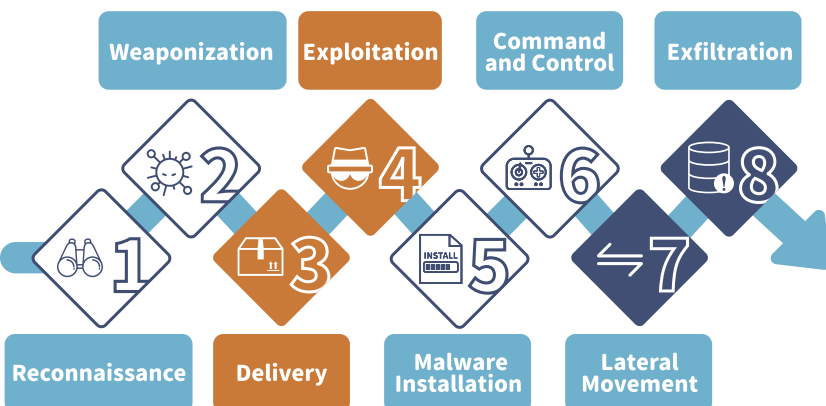 Weaponization
Exploitation
Command
and Control
Exfiltration
2
4
6
8
1
3
INSTALL
5
7
Reconnaissance
Delivery
Malware
Installation
Lateral
Movement